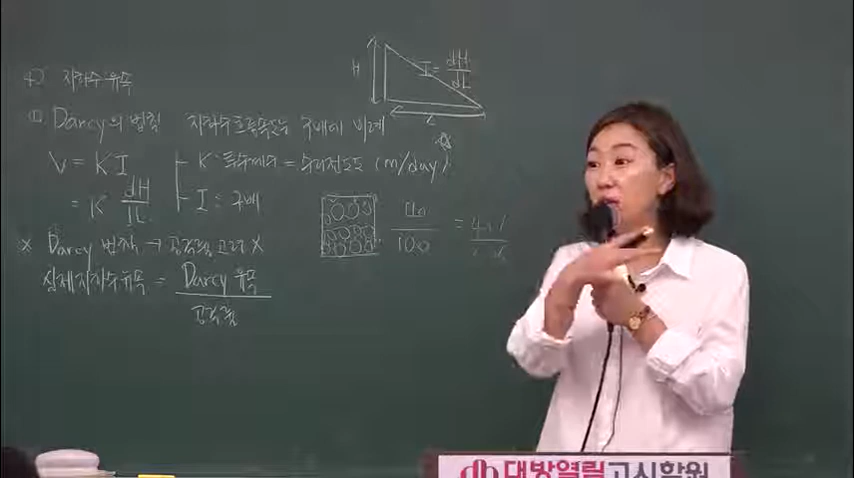 4) 지하수 유속
① Darcy의 법칙 지하수 흐름속도는 구배에 비례
V = KI
K: 투수계수 = 수리전도도 (m/day)
= K dH/dL
I: 구배
H
I = dH/dL
L
40/100 =
※ Darcy 법칙 → 공극률 고려 X
실제 지하수 유속 = Darcy 유속/공극률
대방열림고시학원